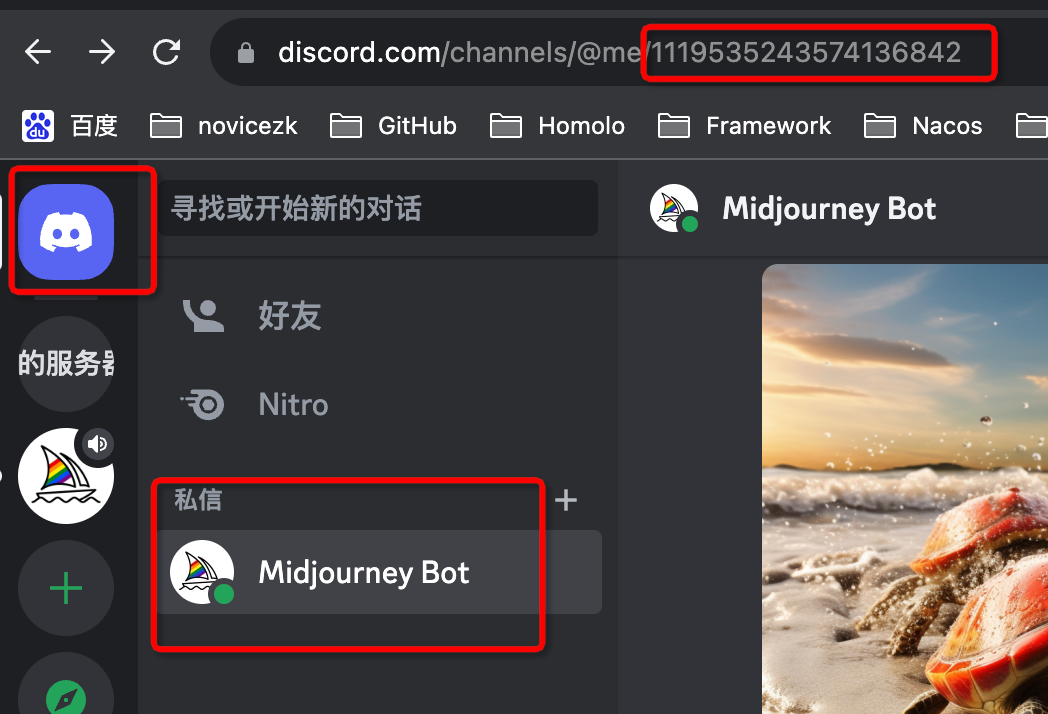 discord.com/channels/@me/1119535243574136842
百度 novicezk GitHub Homolo Framework Nacos
寻找或开始新的对话
Midjourney Bot
好友
的服务器
Nitro
私信
Midjourney Bot